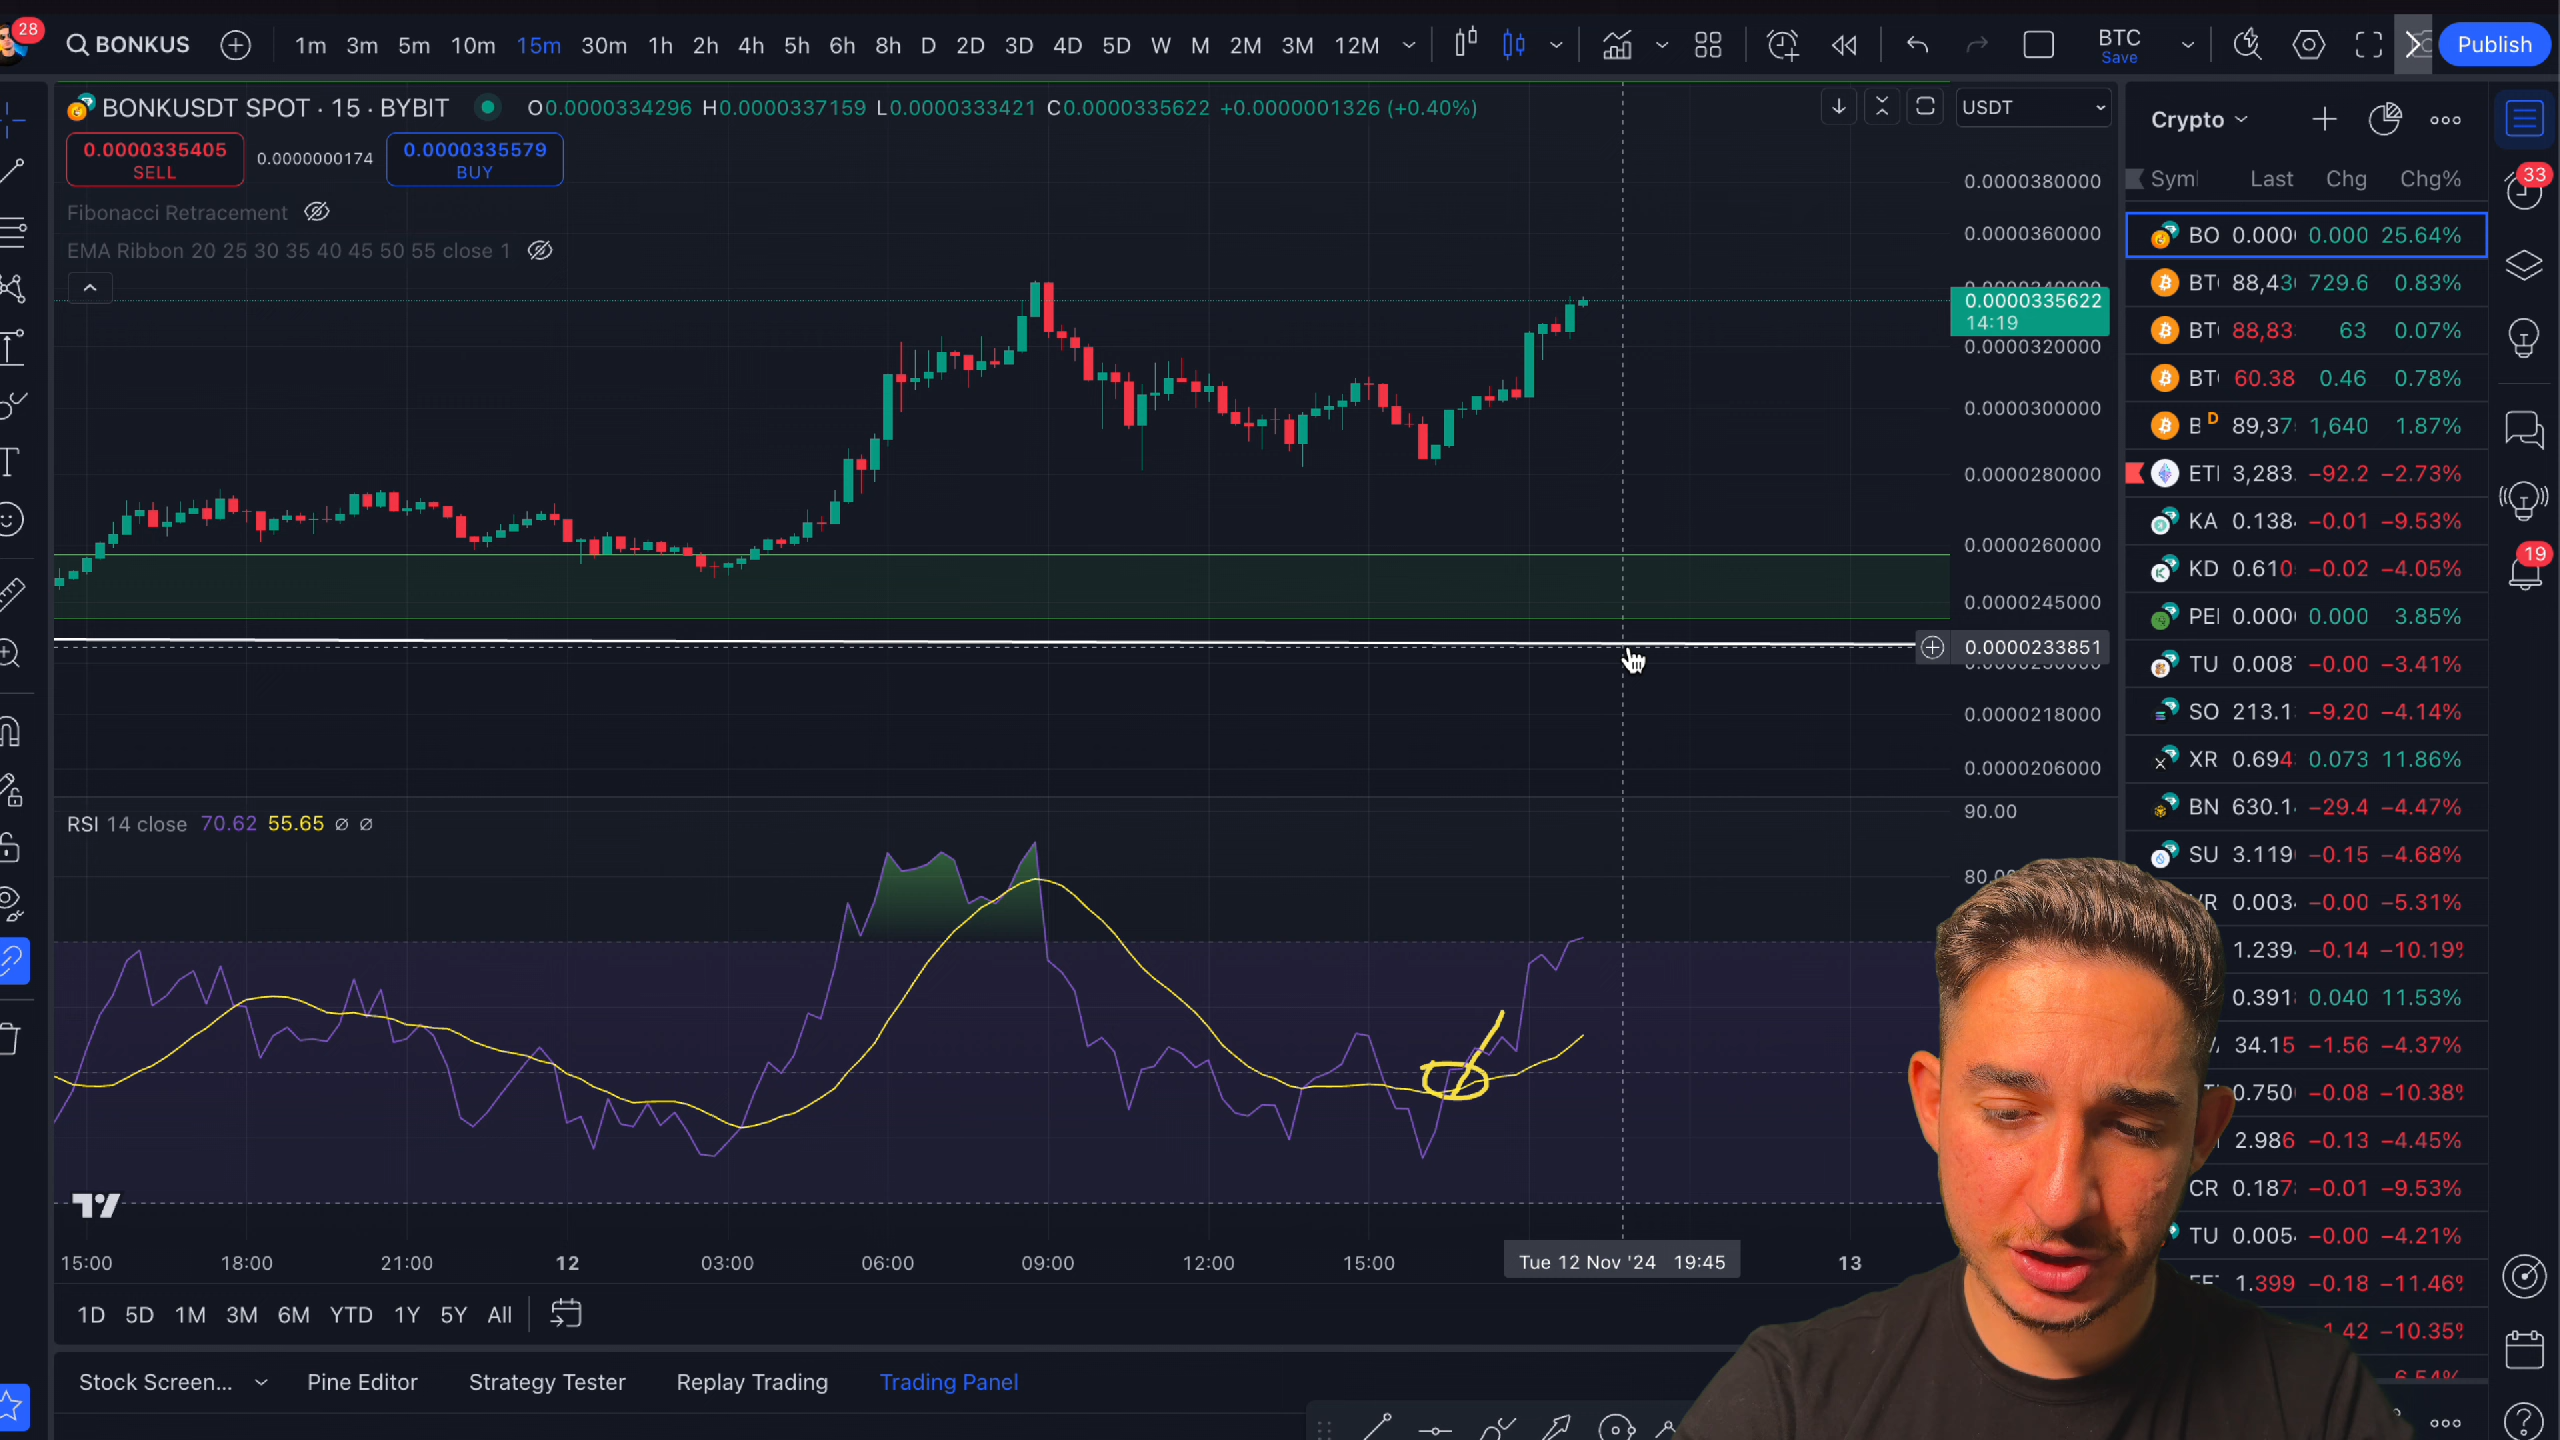 28
BONKUS
1m 3m 5m 10m 15m 30m 1h 2h 4h 5h 6h 8h D 2D 3D 4D 5D W M 2M 3M 12M
BTC
Save
Publish
BONKUSDT SPOT · 15 · BYBIT
O0.0000334296 H0.0000337159 L0.0000333421 C0.0000335622 +0.0000001326 (+0.40%)
USDT
0.0000335405
SELL
0.0000000174
0.0000335579
BUY
Fibonacci Retracement
EMA Ribbon 20 25 30 35 40 45 50 55 close 1
0.0000380000
0.0000360000
0.0000335622
14:19
0.0000320000
0.0000300000
0.0000280000
0.0000260000
0.0000245000
0.0000233851
0.0000218000
0.0000206000
RSI 14 close 70.62 55.65 ∅ ∅
90.00
15:00 18:00 21:00 12 03:00 06:00 09:00 12:00 15:00 Tue 12 Nov '24 19:45 13
1D 5D 1M 3M 6M YTD 1Y 5Y All
Stock Screen... Pine Editor Strategy Tester Replay Trading Trading Panel
Crypto
Last Chg Chg%
BO 0.000 0.000 25.64%
88,43 729.6 0.83%
88,83 63 0.07%
60.38 0.46 0.78%
D 89,37 1,640 1.87%
3,283. −92.2 −2.73%
KA 0.138 −0.01 −9.53%
KD 0.610 −0.02 −4.05%
0.000 0.000 3.85%
TU 0.008 −0.00 −3.41%
SO 213.1 −9.20 −4.14%
XR 0.694 0.073 11.86%
BN 630.1 −29.4 −4.47%
SU 3.119 −0.15 −4.68%
0.003 −0.00 −5.31%
1.239 −0.14 −10.19%
0.391 0.040 11.53%
34.15 −1.56 −4.37%
0.750 −0.08 −10.38%
2.986 −0.13 −4.45%
CR 0.187 −0.01 −9.53%
TU 0.005 −0.00 −4.21%
1.399 −0.18 −11.46%
−10.35%
33
19